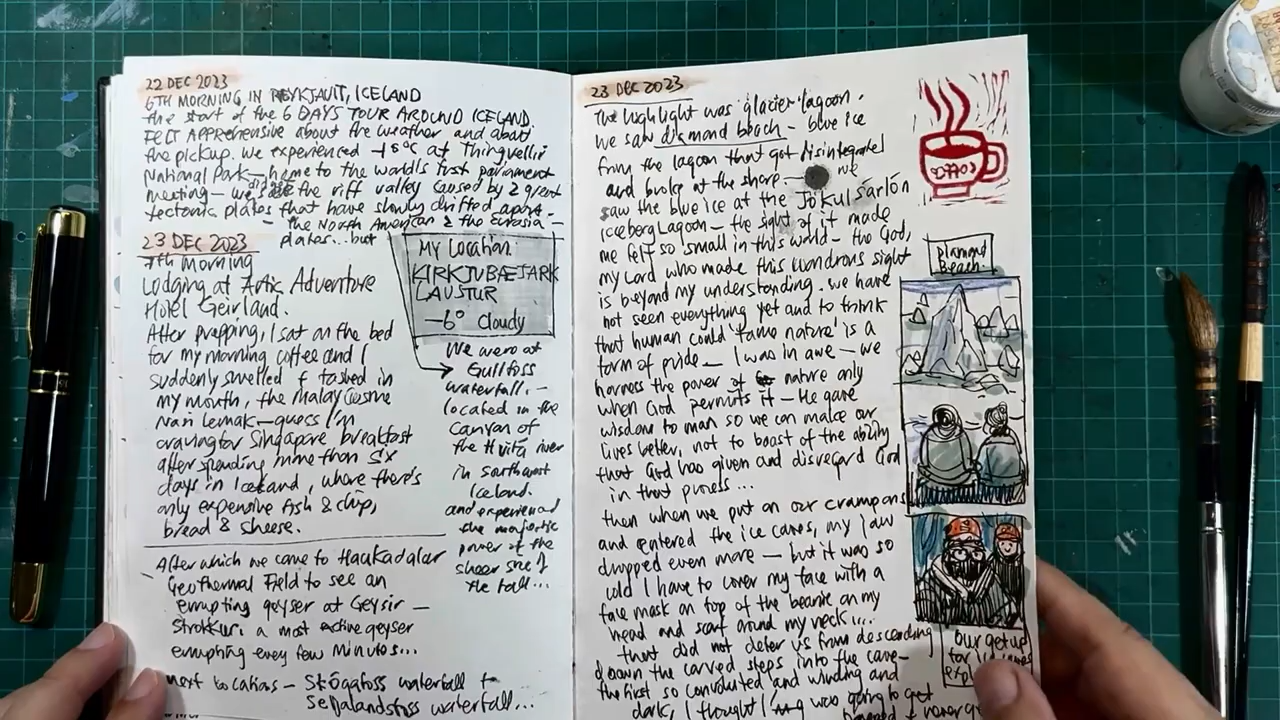 22 DEC 2023
6TH MORNING IN REYKJAVIT, ICELAND
the start of the 6 DAYS TOUR AROUND ICELAND.
FELT APPREHENSIVE about the weather and about
the pickup. we experienced -16°C at Thingvellir
National Park - home to the world's first parliament
meeting - we the riff valley caused by 2 great
tectonic plates that have slowly drifted apart -
- the North American & the Eurasia -
plates...but
23 DEC 2023
7th Morning
Lodging at Artic Adventure
Hotel Geirland.
After prepping, I sat on the bed
for my morning coffee and I
suddenly smelled & tasted in
my mouth, the Malay cuisine
Nasi Lemak - guess I'm
craving for Singapore breakfast
after spending more than six
days in Iceland, where there's
only expensive fish & chip,
bread & cheese.
My Location:
KIRKJUBÆJARK
LAUSTUR
-6° Cloudy
We were at
Gullfoss
waterfall. -
located in the
canyon of
the Hvitá river
in southwest
Iceland.
and experienced
the majestic
power of the
sheer size of
the fall...
After which we came to Haukadalar
Geothermal Field to see an
errupting geyser at Geysir -
Strokkur. a most active geyser
errupting every few minutes...
next locations - Skógafoss waterfall +
Seljalandsfoss waterfall...
23 DEC 2023
The highlight was glacier lagoon.
We saw diamond beach - blue ice
from the lagoon that got disintegrated
and broke at the shore. - we
saw the blue ice at the Jökulsárlón
iceberg Lagoon - the sight of it made
me felt so small in this world - the God,
my Lord who made this wondrous sight
is beyond my understanding. we have
not seen everything yet and to think
that human could 'tame nature' is a
form of pride - I was in awe - we
harness the power of nature only
when God permits it - He gave
wisdom to man so we can make our
lives better, not to boast of the ability
that God has given and disregard God
in that process...
then when we put on our crampons
and entered the ice caves, my jaw
dropped even more - but it was so
cold I have to cover my face with a
face mask on top of the beanie on my
head and scarf around my neck....
that did not deter us from descending
down the carved steps into the cave -
the first so convoluted and winding and
dark, I thought I was going to get
Diamond
Beach
our getup
for